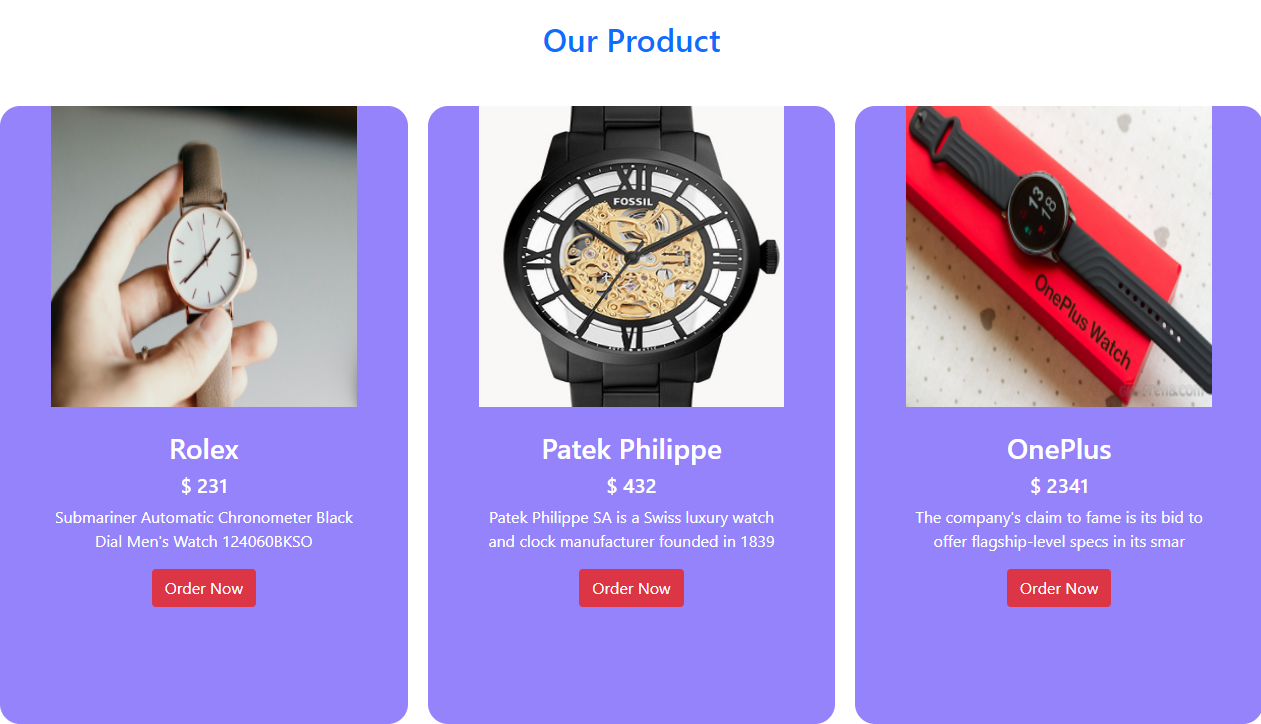 Our Product
FOSSIL
13
18
OnePlus Watch
Rolex
$ 231
Submariner Automatic Chronometer Black
Dial Men's Watch 124060BKSO
Order Now
Patek Philippe
$ 432
Patek Philippe SA is a Swiss luxury watch
and clock manufacturer founded in 1839
Order Now
OnePlus
$ 2341
The company's claim to fame is its bid to
offer flagship-level specs in its smar
Order Now